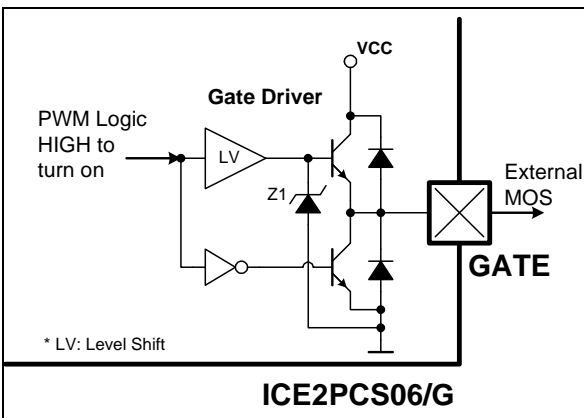 VCC
Gate Driver
PWM Logic
HIGH to
turn on
LV
Z1
External
MOS
GATE
* LV: Level Shift
ICE2PCS06/G